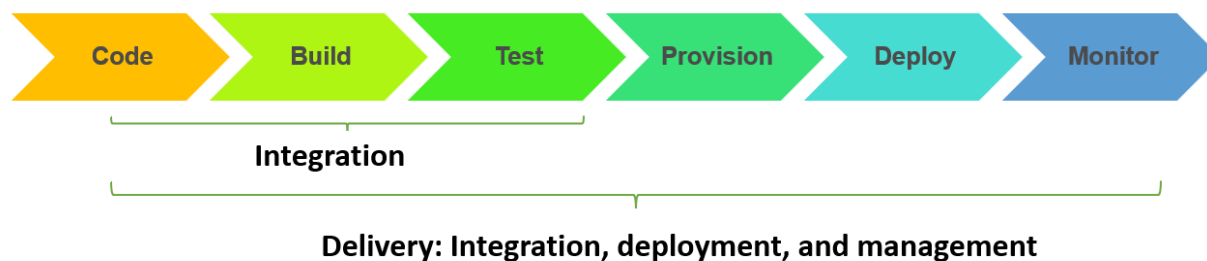 Code Build Test Provision Deploy Monitor
Integration
Delivery: Integration, deployment, and management